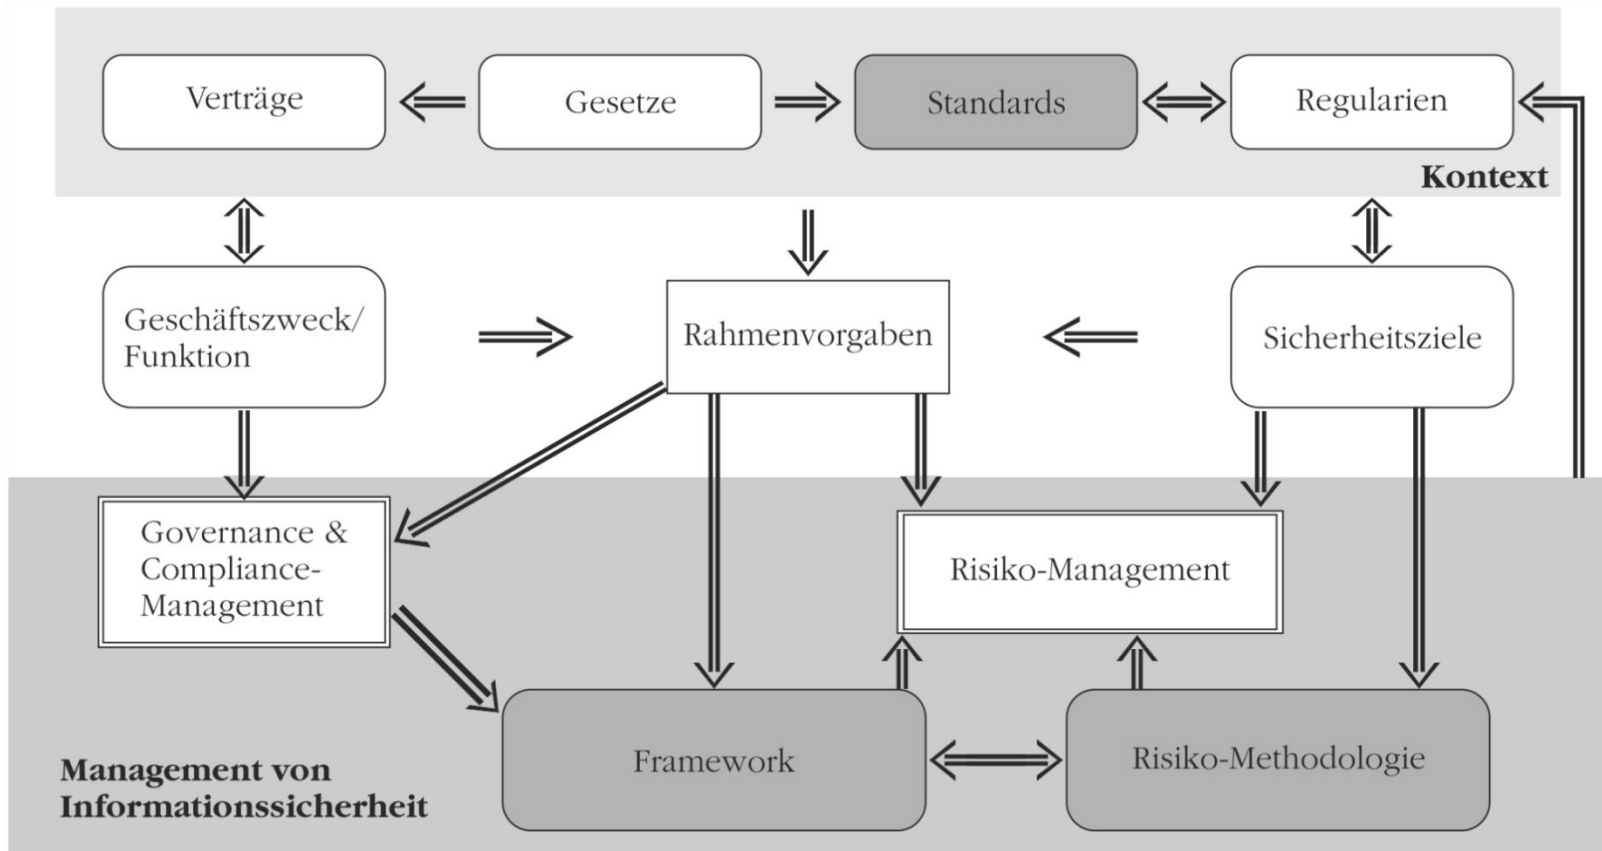 Verträge
Gesetze
Standards
Regularien
Kontext
Geschäftszweck/
Funktion
Rahmenvorgaben
Sicherheitsziele
Governance &
Compliance-
Management
Risiko-Management
Framework
Risiko-Methodologie
Management von
Informationssicherheit